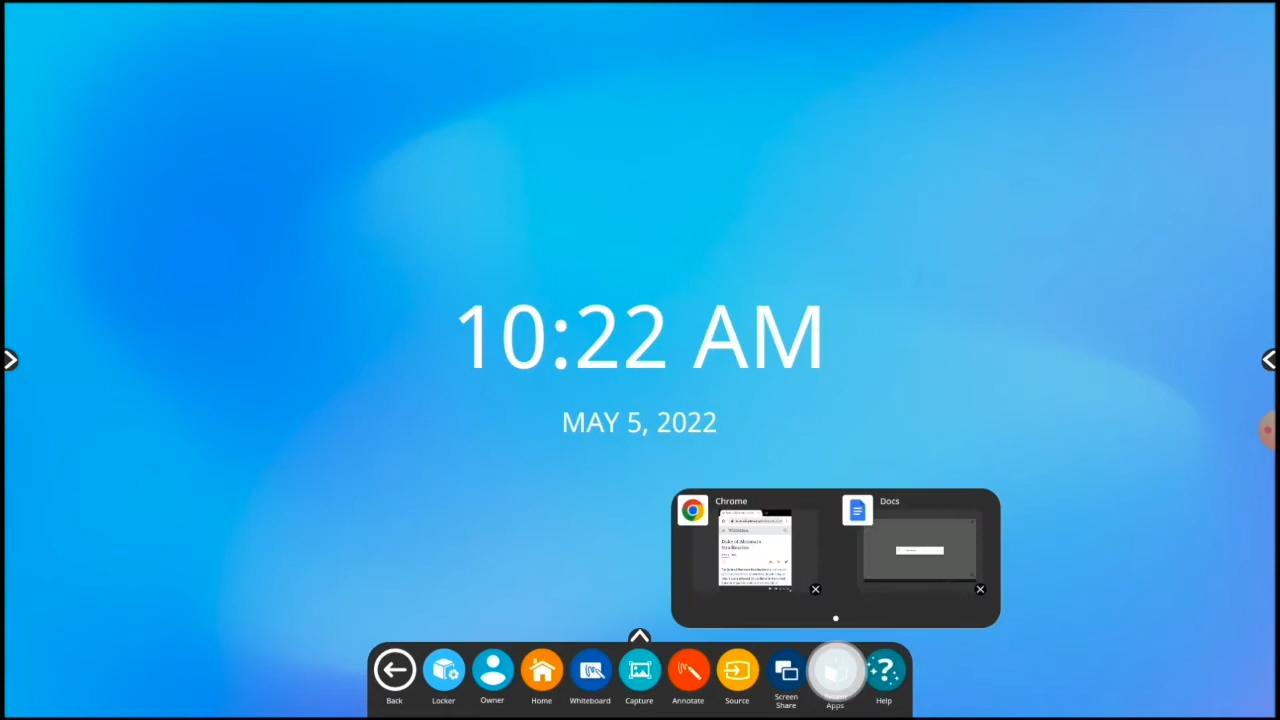 10:22 AM
MAY 5, 2022
Chrome
Docs
Back
Locker
Owner
Home
Whiteboard
Capture
Annotate
Source
Screen
Share
Apps
Help